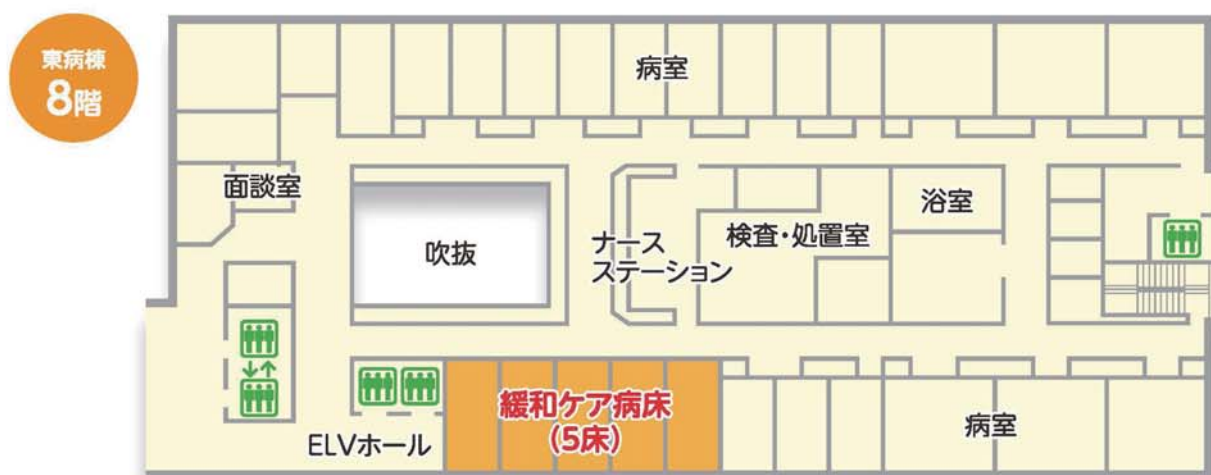 東病棟
8階
病室
面談室
浴室
吹抜
ナース
ステーション
検査・処置室
緩和ケア病床
(5床)
ELVホール
病室